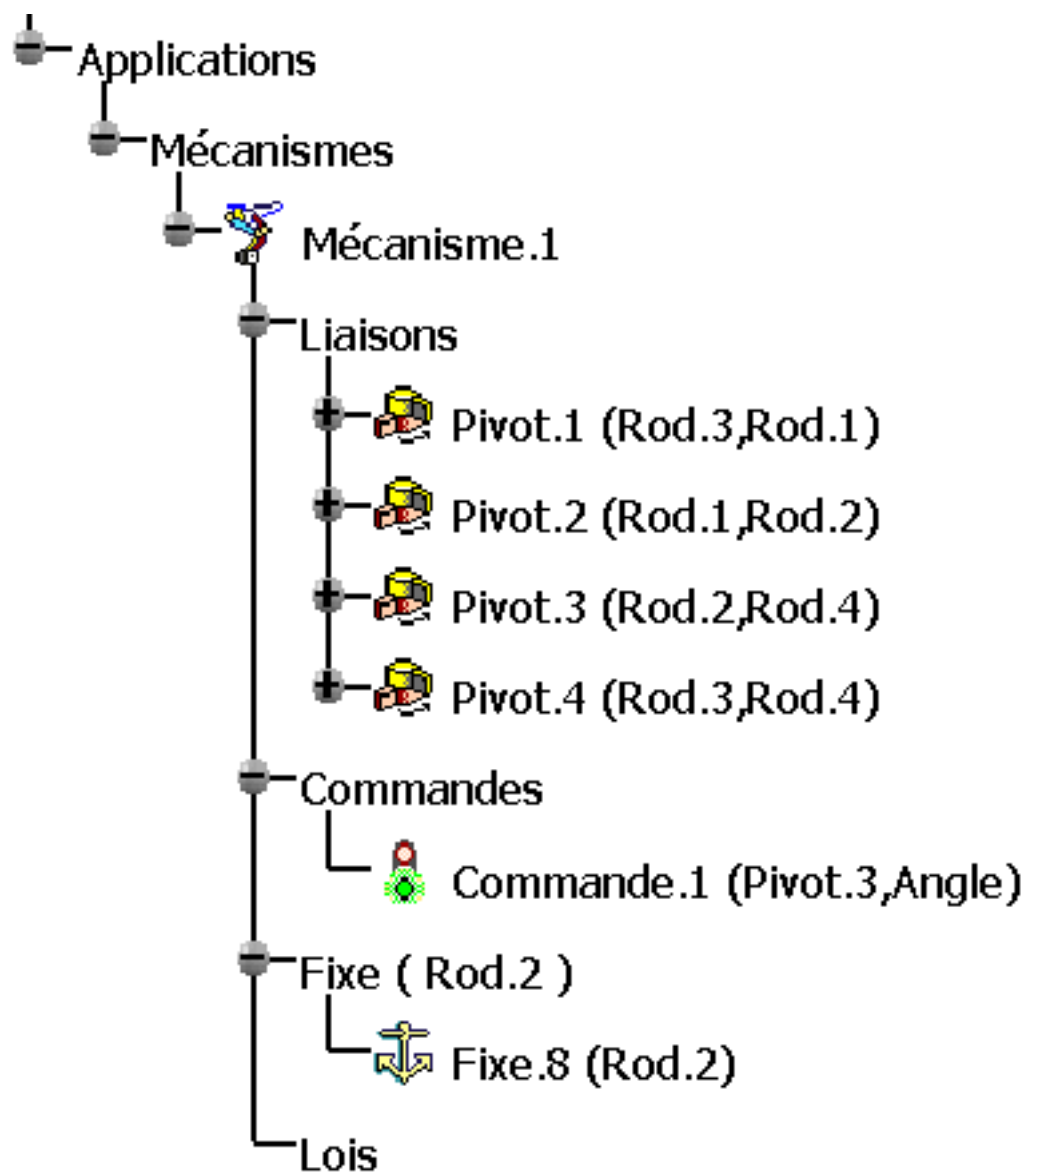 Applications
Mécanismes
Mécanisme.1
Liaisons
Pivot.1 (Rod.3,Rod.1)
Pivot.2 (Rod.1,Rod.2)
Pivot.3 (Rod.2,Rod.4)
Pivot.4 (Rod.3,Rod.4)
Commandes
Commande.1 (Pivot.3,Angle)
Fixe ( Rod.2 )
Fixe.8 (Rod.2)
Lois